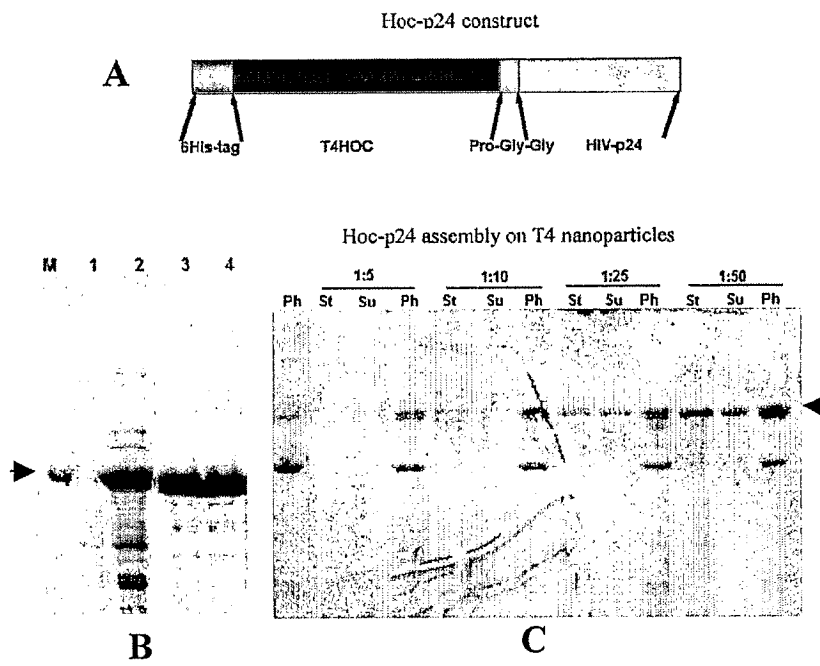 Hoc-p24 construct
A
6His-tag T4HOC Pro-Gly-Gly HIV-p24
Hoc-p24 assembly on T4 nanoparticles
M 1 2 3 4
1:5 1:10 1:25 1:50
Ph St Su Ph St Su Ph St Su Ph St Su Ph
B
C